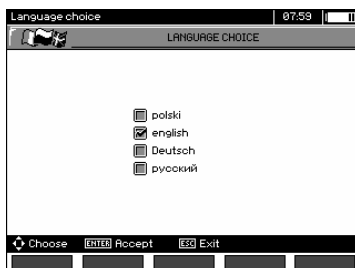 Language choice 07:59
LANGUAGE CHOICE
polski
english
Deutsch
русский
Choose ENTER Accept ESC Exit